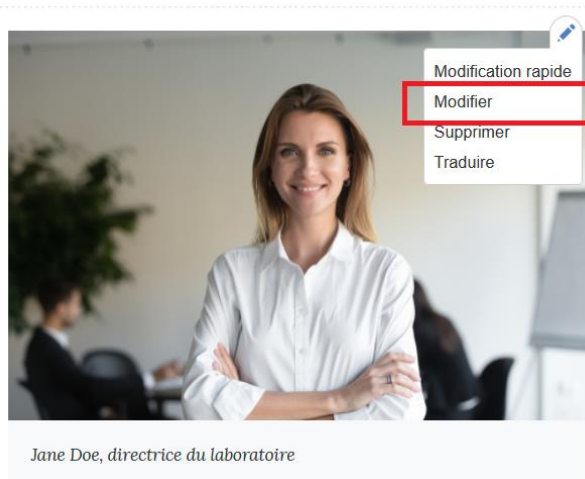 Modification rapide
Modifier
Supprimer
Traduire
Jane Doe, directrice du laboratoire